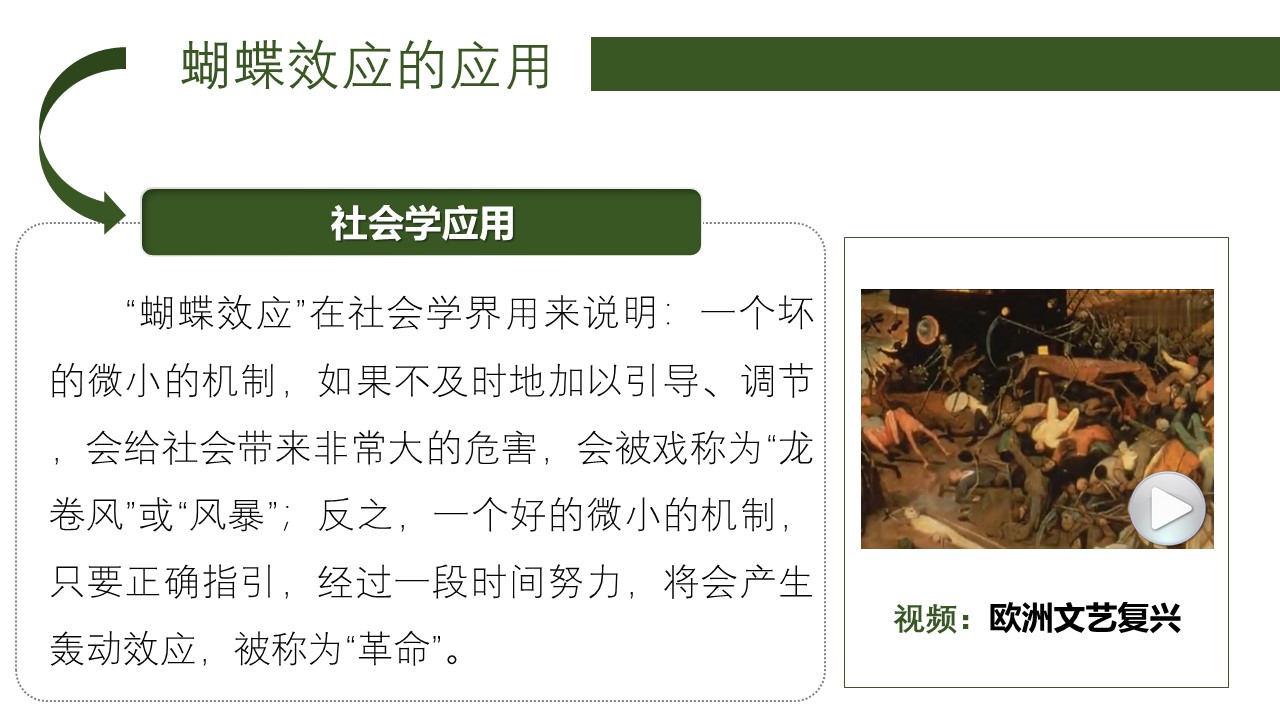 蝴蝶效应的应用
社会学应用
“蝴蝶效应”在社会学界用来说明：一个坏
的微小的机制，如果不及时地加以引导、调节
，会给社会带来非常大的危害，会被戏称为“龙
卷风”或“风暴”；反之，一个好的微小的机制，
只要正确指引，经过一段时间努力，将会产生
轰动效应，被称为“革命”。
视频：欧洲文艺复兴